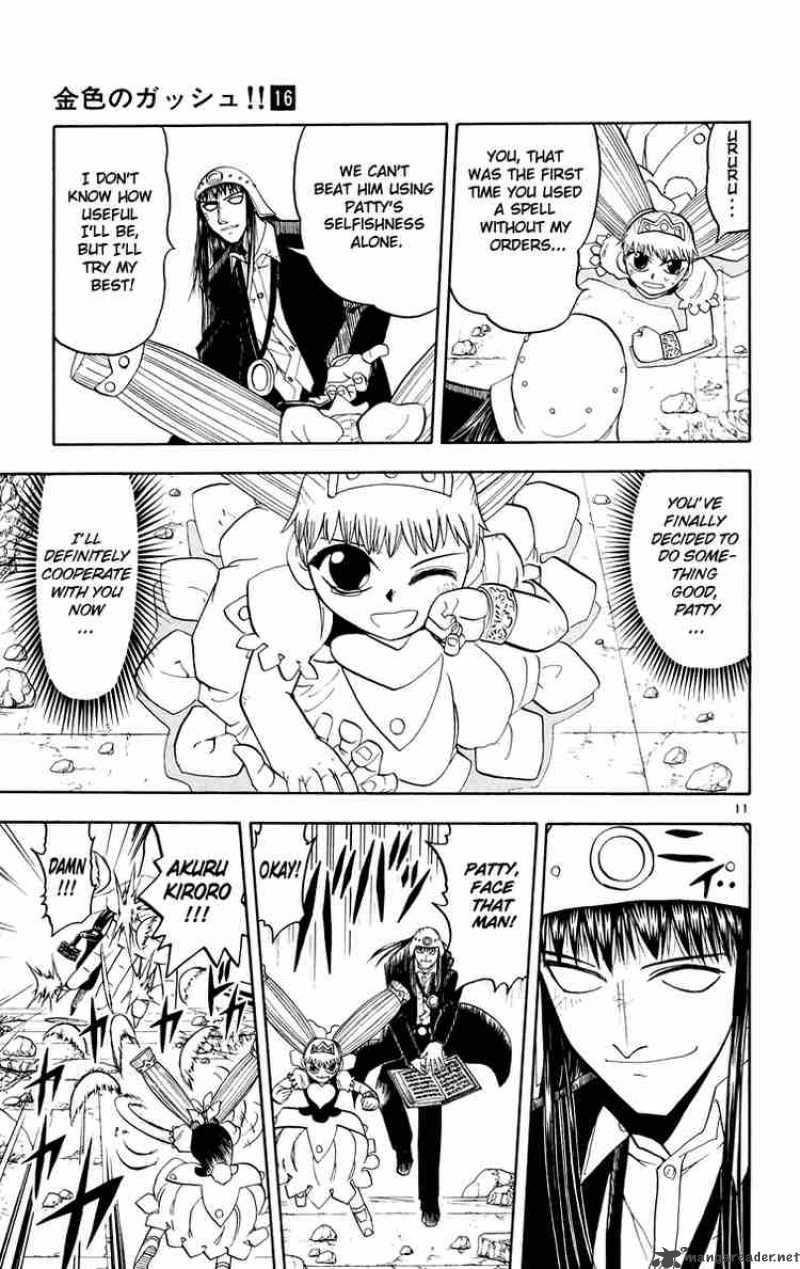 金色のガッシュ!! 16
URURU...
YOU, THAT
WAS THE FIRST
TIME YOU USED
A SPELL
WITHOUT MY
ORDERS...
WE CAN'T
BEAT HIM USING
PATTY'S
SELFISHNESS
ALONE.
I DON'T
KNOW HOW
USEFUL
I'LL BE,
BUT I'LL
TRY MY
BEST!
YOU'VE
FINALLY
DECIDED TO
DO SOME-
THING
GOOD,
PATTY
...
I'LL
DEFINITELY
COOPERATE
WITH YOU
NOW
...
11
ニィ..
PATTY,
FACE
THAT
MAN!
OKAY!
AKURU
KIRORO
!!!
DAMN
!!!
mangareader.net